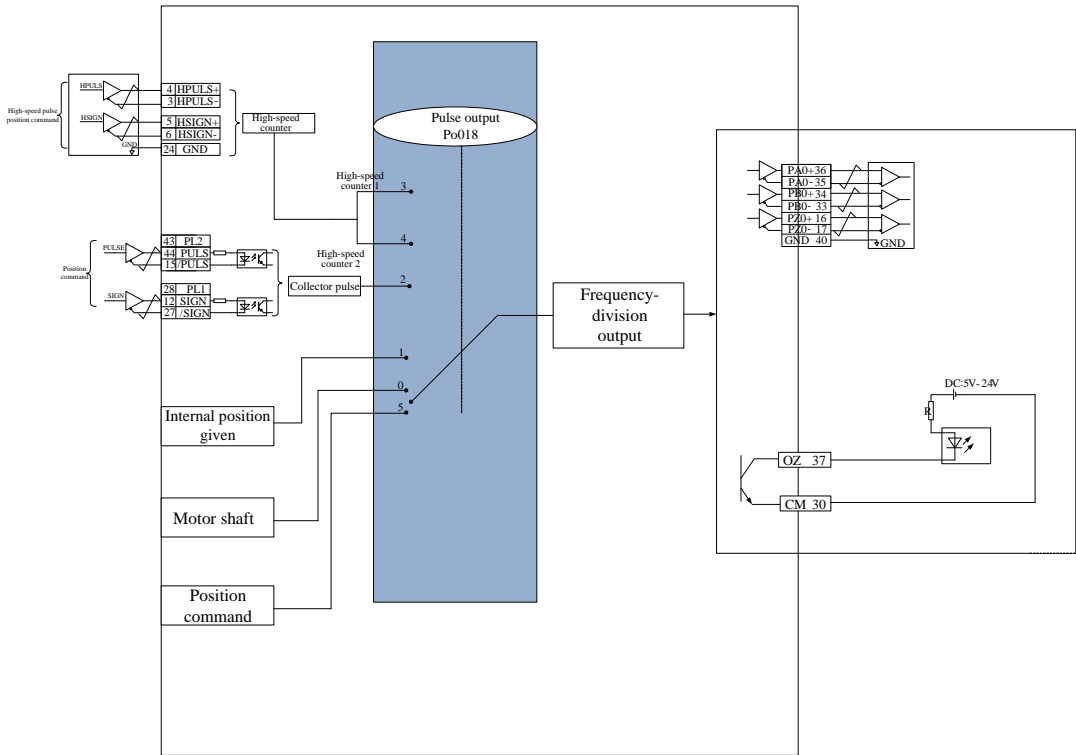 HPULS
HSIGN
GND
High-speed pulse
position command
4 HPULS+
3 HPULS-
5 HSIGN+
6 HSIGN-
24 GND
High-speed
counter
Pulse output
Po018
High-speed
counter 1
3
4
High-speed
counter 2
PULSE
SIGN
Position
command
43 PL2
44 PULS
15 /PULS
28 PL1
12 SIGN
27 /SIGN
Collector pulse
2
1
0
5
Internal position
given
Motor shaft
Position
command
Frequency-
division
output
PA0+ 36
PA0- 35
PB0+ 34
PB0- 33
PZ0+ 16
PZ0- 17
GND 40
GND
DC:5V-24V
R
OZ 37
CM 30